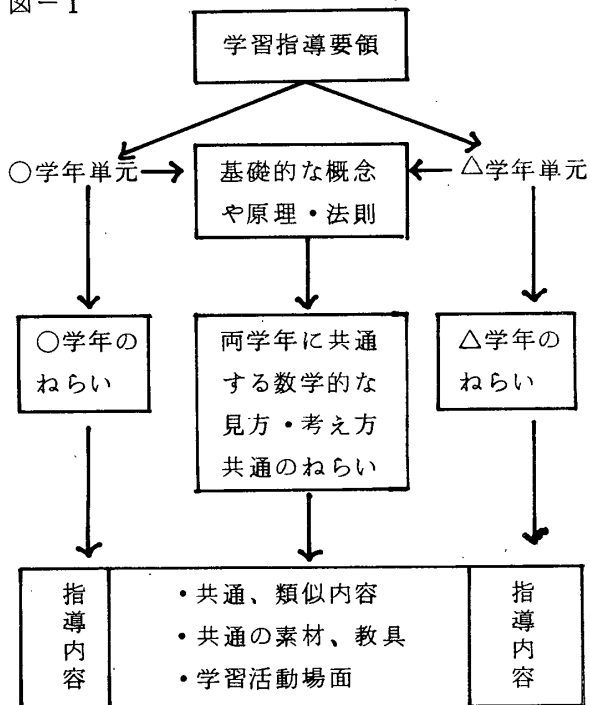 図-1
学習指導要領
○学年単元
基礎的な概念
や原理・法則
△学年単元
○学年の
ねらい
両学年に共通
する数学的な
見方・考え方
共通のねらい
△学年の
ねらい
指導内容
・共通、類似内容
・共通の素材、教具
・学習活動場面
指導内容